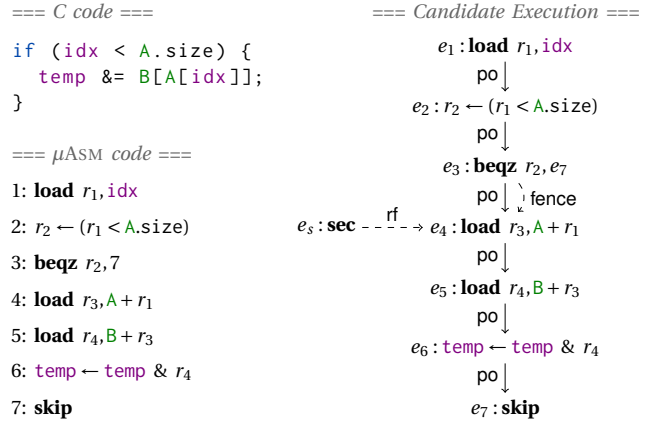 === C code ===
if (idx < A.size) {
temp &= B[A[idx]];
}
=== μASM code ===
1: load r₁,idx
2: r₂ ← (r₁ < A.size)
3: beqz r₂,7
4: load r₃,A + r₁
5: load r₄,B + r₃
6: temp ← temp & r₄
7: skip
=== Candidate Execution ===
e₁ : load r₁,idx
po
e₂ : r₂ ← (r₁ < A.size)
po
e₃ : beqz r₂,e₇
po
fence
eₛ : sec
rf
e₄ : load r₃,A + r₁
po
e₅ : load r₄,B + r₃
po
e₆ : temp ← temp & r₄
po
e₇ : skip